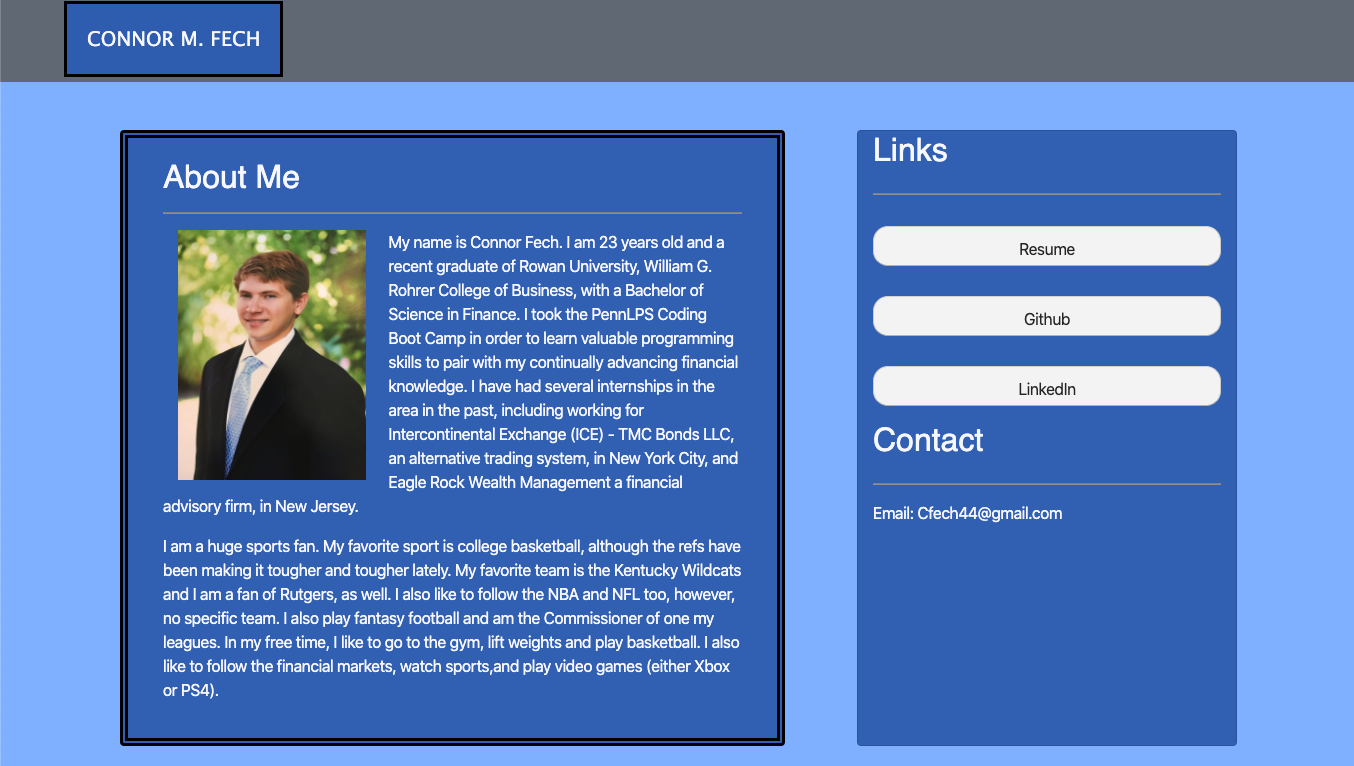 CONNOR M. FECH
About Me
My name is Connor Fech. I am 23 years old and a
recent graduate of Rowan University, William G.
Rohrer College of Business, with a Bachelor of
Science in Finance. I took the PennLPS Coding
Boot Camp in order to learn valuable programming
skills to pair with my continually advancing financial
knowledge. I have had several internships in the
area in the past, including working for
Intercontinental Exchange (ICE) - TMC Bonds LLC,
an alternative trading system, in New York City, and
Eagle Rock Wealth Management a financial
advisory firm, in New Jersey.
I am a huge sports fan. My favorite sport is college basketball, although the refs have
been making it tougher and tougher lately. My favorite team is the Kentucky Wildcats
and I am a fan of Rutgers, as well. I also like to follow the NBA and NFL too, however,
no specific team. I also play fantasy football and am the Commissioner of one my
leagues. In my free time, I like to go to the gym, lift weights and play basketball. I also
like to follow the financial markets, watch sports,and play video games (either Xbox
or PS4).
Links
Resume
Github
LinkedIn
Contact
Email: Cfech44@gmail.com